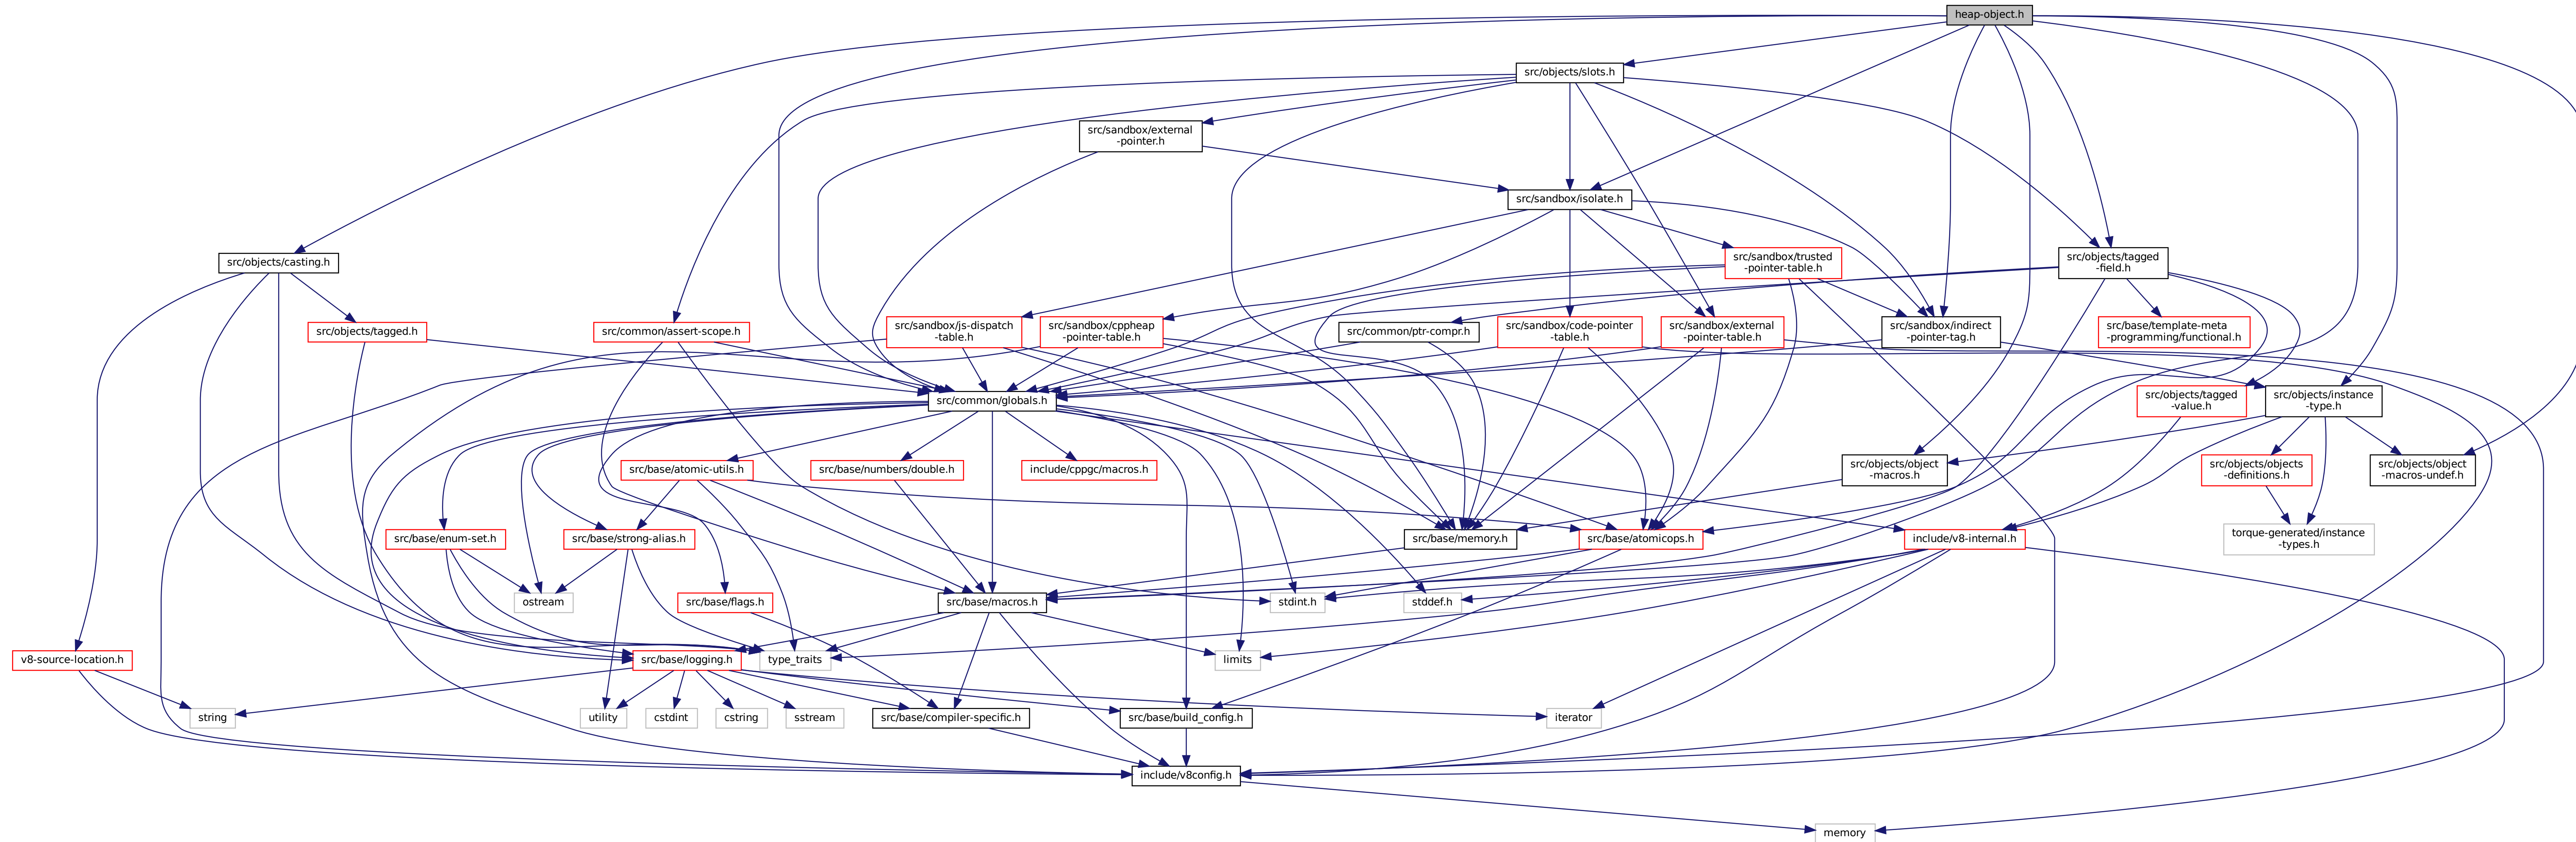 heap-object.h
src/objects/slots.h
src/sandbox/external
-pointer.h
src/sandbox/isolate.h
src/objects/casting.h
src/sandbox/trusted
-pointer-table.h
src/objects/tagged
-field.h
src/objects/tagged.h
src/common/assert-scope.h
src/sandbox/js-dispatch
-table.h
src/sandbox/cppheap
-pointer-table.h
src/common/ptr-compr.h
src/sandbox/code-pointer
-table.h
src/sandbox/external
-pointer-table.h
src/sandbox/indirect
-pointer-tag.h
src/base/template-meta
-programming/functional.h
src/common/globals.h
src/objects/tagged
-value.h
src/objects/instance
-type.h
src/base/atomic-utils.h
src/base/numbers/double.h
include/cppgc/macros.h
src/objects/object
-macros.h
src/objects/objects
-definitions.h
src/objects/object
-macros-undef.h
src/base/enum-set.h
src/base/strong-alias.h
src/base/memory.h
src/base/atomicops.h
include/v8-internal.h
torque-generated/instance
-types.h
ostream
src/base/flags.h
src/base/macros.h
stdint.h
stddef.h
v8-source-location.h
src/base/logging.h
type_traits
limits
string
utility
cstdint
cstring
sstream
src/base/compiler-specific.h
src/base/build_config.h
iterator
include/v8config.h
memory